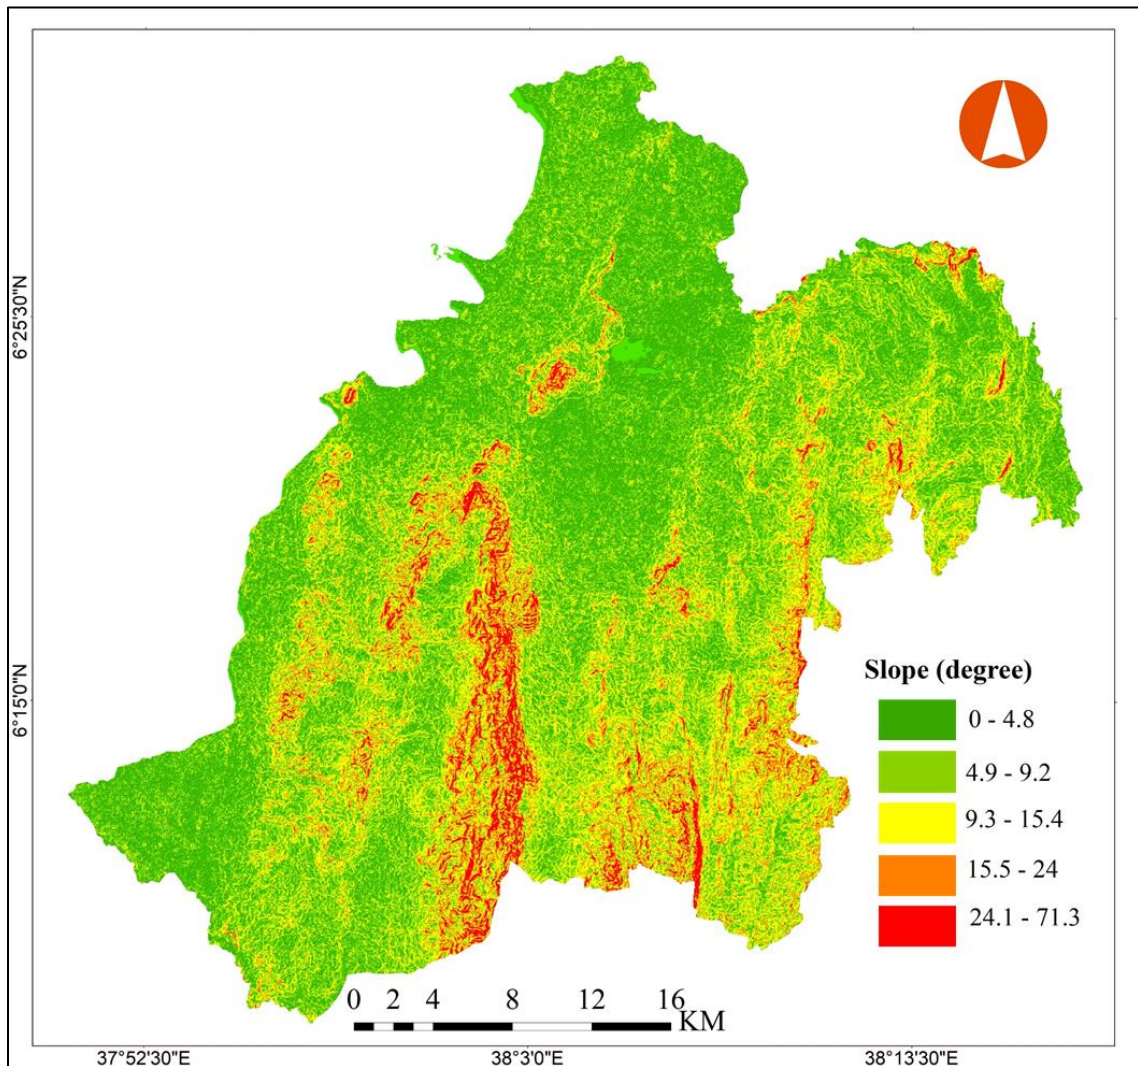 6°25'30"N
6°15'0"N
Slope (degree)
0 - 4.8
4.9 - 9.2
9.3 - 15.4
15.5 - 24
24.1 - 71.3
0 2 4 8 12 16
KM
37°52'30"E 38°3'0"E 38°13'30"E